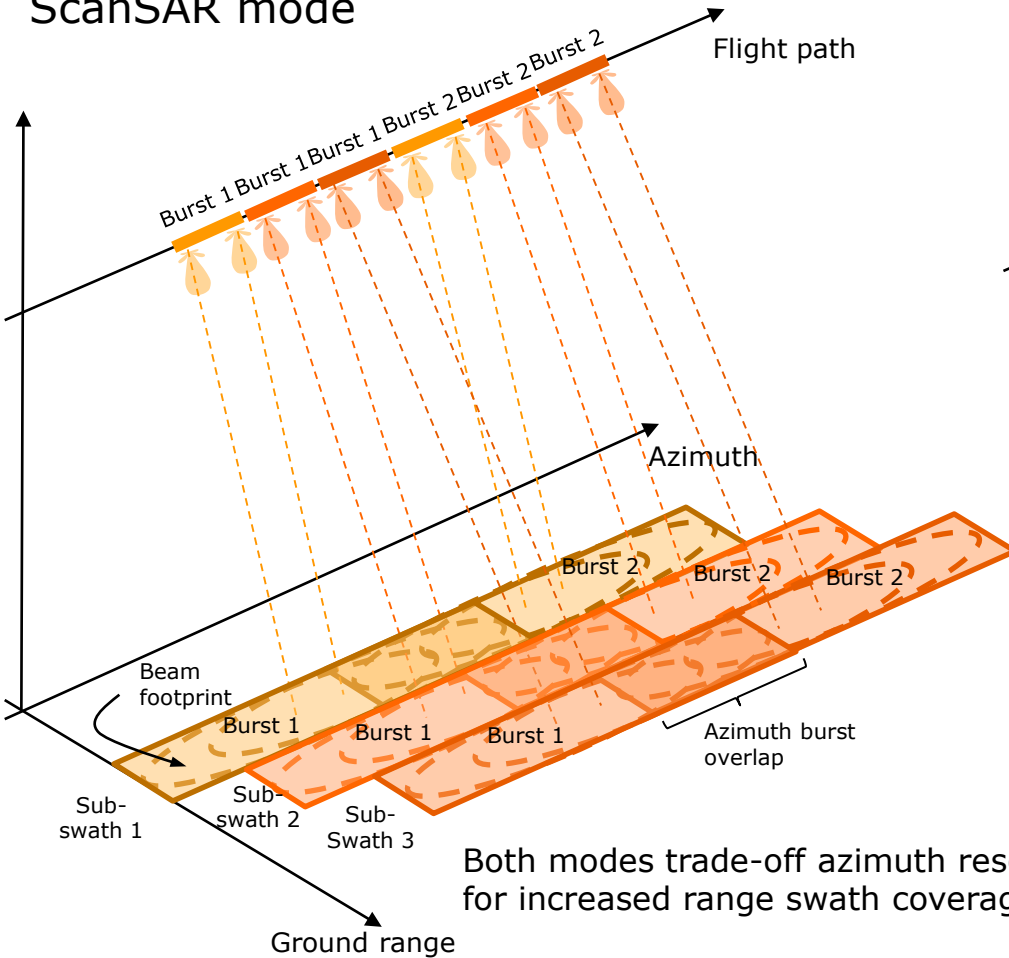 ScanSAR mode
Flight path
Burst 1
Burst 1
Burst 1
Burst 2
Burst 2
Burst 2
Azimuth
Burst 2
Burst 2
Burst 2
Beam
footprint
Burst 1
Burst 1
Burst 1
Azimuth burst
overlap
Sub-
swath 1
Sub-
swath 2
Sub-
Swath 3
Both modes trade-off azimuth
for increased range swath
Ground range